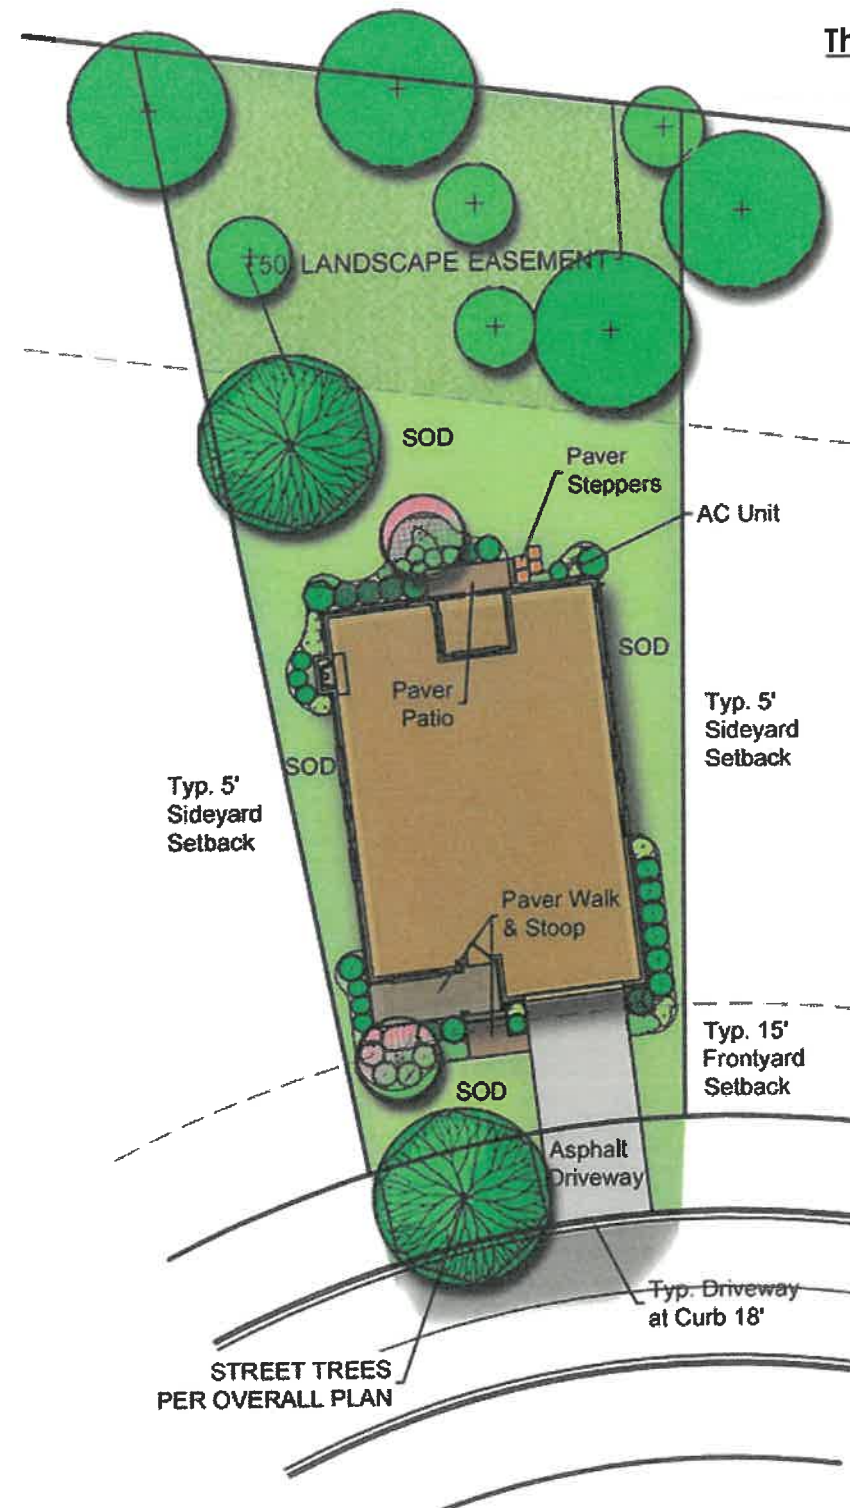 Th
50' LANDSCAPE EASEMENT
SOD
Paver
Steppers
AC Unit
SOD
Paver
Patio
Typ. 5'
Sideyard
Setback
SOD
Typ. 5'
Sideyard
Setback
Paver Walk
& Stoop
Typ. 15'
Frontyard
Setback
SOD
Asphalt
Driveway
Typ. Driveway
at Curb 18'
STREET TREES
PER OVERALL PLAN